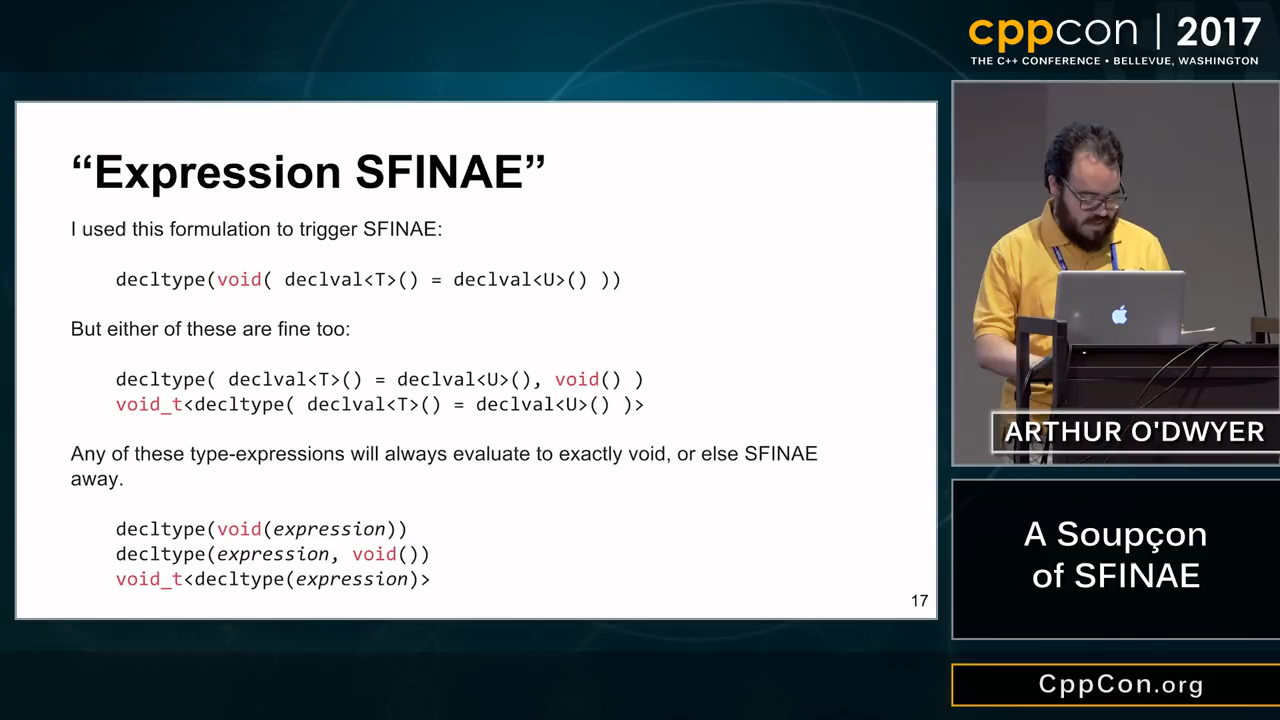 cppcon | 2017
THE C++ CONFERENCE • BELLEVUE, WASHINGTON
“Expression SFINAE”
I used this formulation to trigger SFINAE:
decltype(void( declval<T>() = declval<U>() ))
But either of these are fine too:
decltype( declval<T>() = declval<U>(), void() )
void_t<decltype( declval<T>() = declval<U>() )>
Any of these type-expressions will always evaluate to exactly void, or else SFINAE
away.
decltype(void(expression))
decltype(expression, void())
void_t<decltype(expression)>
17
ARTHUR O'DWYER
A Soupçon
of SFINAE
CppCon.org